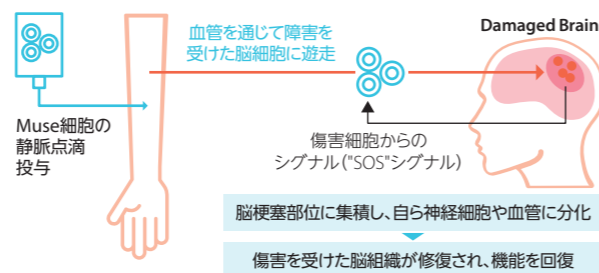 血管を通じて障害を
受けた脳細胞に遊走
Damaged Brain
Muse細胞の
静脈点滴
投与
傷害細胞からの
シグナル("SOS"シグナル)
脳梗塞部位に集積し、自ら神経細胞や血管に分化
傷害を受けた脳組織が修復され、機能を回復